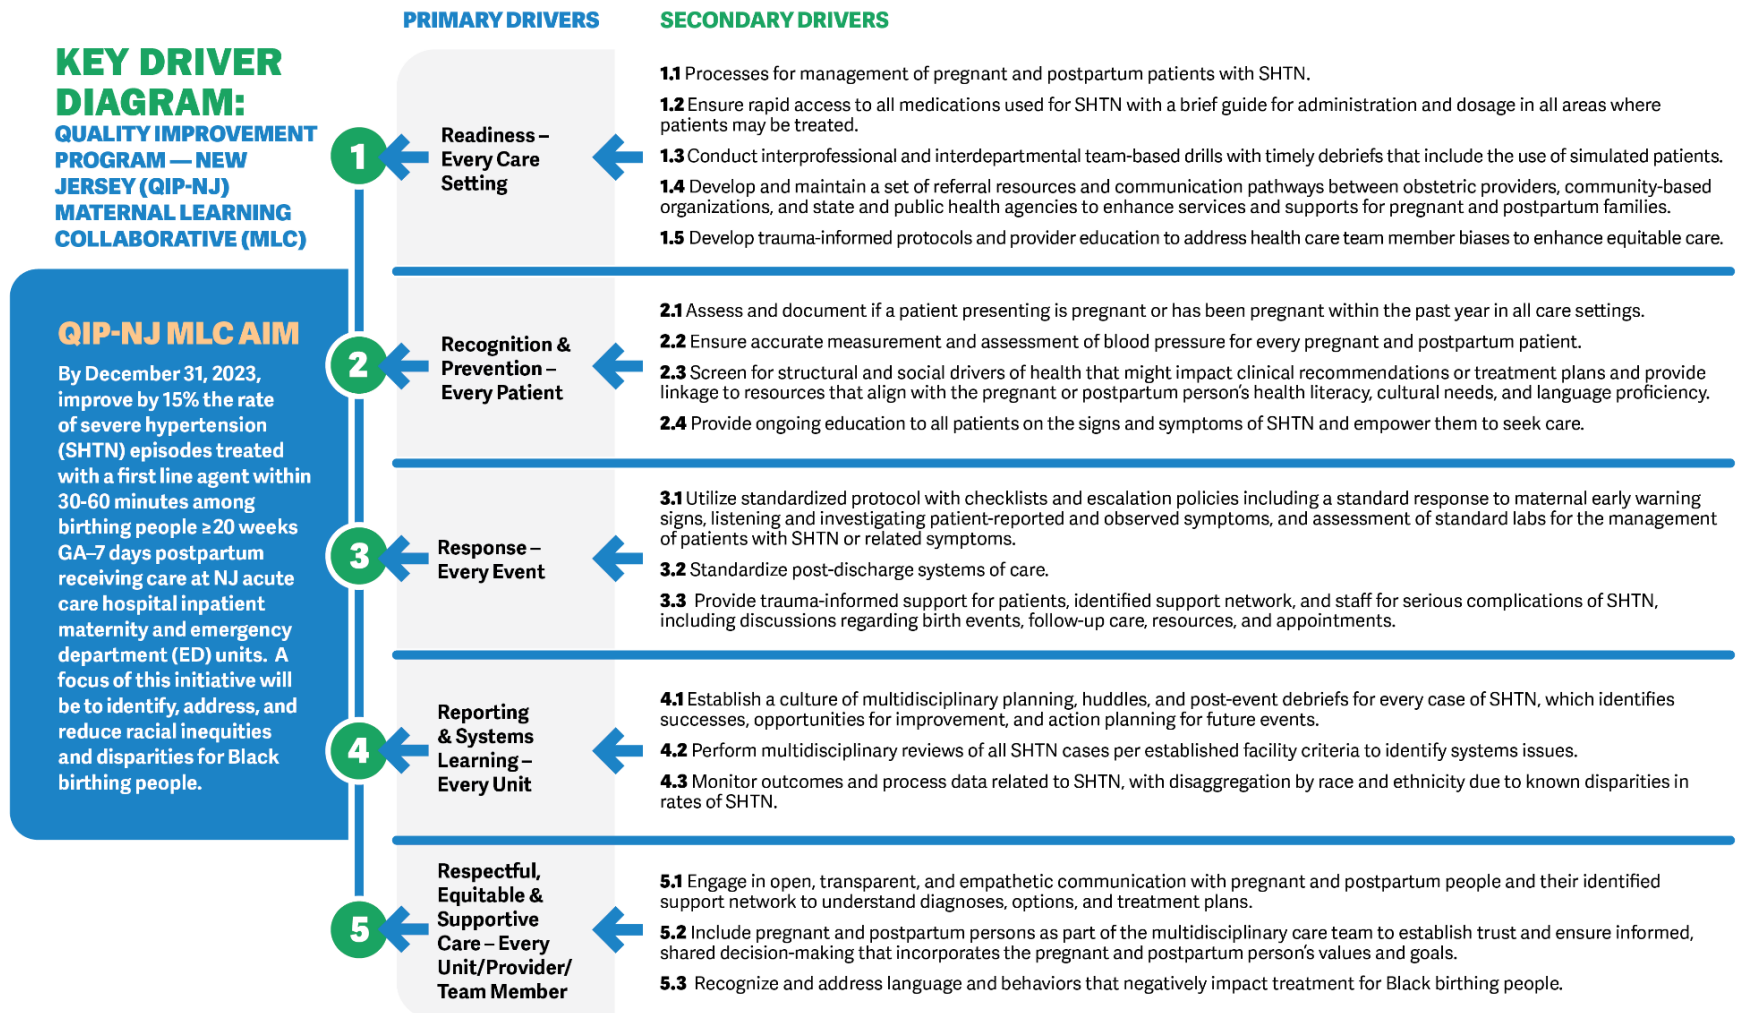 PRIMARY DRIVERS
SECONDARY DRIVERS
KEY DRIVER
DIAGRAM:
QUALITY IMPROVEMENT
PROGRAM — NEW
JERSEY (QIP-NJ)
MATERNAL LEARNING
COLLABORATIVE (MLC)
QIP-NJ MLC AIM
By December 31, 2023,
improve by 15% the rate
of severe hypertension
(SHTN) episodes treated
with a first line agent within
30-60 minutes among
birthing people ≥20 weeks
GA–7 days postpartum
receiving care at NJ acute
care hospital inpatient
maternity and emergency
department (ED) units. A
focus of this initiative will
be to identify, address, and
reduce racial inequities
and disparities for Black
birthing people.
1
Readiness –
Every Care
Setting
1.1 Processes for management of pregnant and postpartum patients with SHTN.
1.2 Ensure rapid access to all medications used for SHTN with a brief guide for administration and dosage in all areas where
patients may be treated.
1.3 Conduct interprofessional and interdepartmental team-based drills with timely debriefs that include the use of simulated patients.
1.4 Develop and maintain a set of referral resources and communication pathways between obstetric providers, community-based
organizations, and state and public health agencies to enhance services and supports for pregnant and postpartum families.
1.5 Develop trauma-informed protocols and provider education to address health care team member biases to enhance equitable care.
2
Recognition &
Prevention –
Every Patient
2.1 Assess and document if a patient presenting is pregnant or has been pregnant within the past year in all care settings.
2.2 Ensure accurate measurement and assessment of blood pressure for every pregnant and postpartum patient.
2.3 Screen for structural and social drivers of health that might impact clinical recommendations or treatment plans and provide
linkage to resources that align with the pregnant or postpartum person's health literacy, cultural needs, and language proficiency.
2.4 Provide ongoing education to all patients on the signs and symptoms of SHTN and empower them to seek care.
3
Response –
Every Event
3.1 Utilize standardized protocol with checklists and escalation policies including a standard response to maternal early warning
signs, listening and investigating patient-reported and observed symptoms, and assessment of standard labs for the management
of patients with SHTN or related symptoms.
3.2 Standardize post-discharge systems of care.
3.3 Provide trauma-informed support for patients, identified support network, and staff for serious complications of SHTN,
including discussions regarding birth events, follow-up care, resources, and appointments.
4
Reporting
& Systems
Learning –
Every Unit
4.1 Establish a culture of multidisciplinary planning, huddles, and post-event debriefs for every case of SHTN, which identifies
successes, opportunities for improvement, and action planning for future events.
4.2 Perform multidisciplinary reviews of all SHTN cases per established facility criteria to identify systems issues.
4.3 Monitor outcomes and process data related to SHTN, with disaggregation by race and ethnicity due to known disparities in
rates of SHTN.
5
Respectful,
Equitable &
Supportive
Care – Every
Unit/Provider/
Team Member
5.1 Engage in open, transparent, and empathetic communication with pregnant and postpartum people and their identified
support network to understand diagnoses, options, and treatment plans.
5.2 Include pregnant and postpartum persons as part of the multidisciplinary care team to establish trust and ensure informed,
shared decision-making that incorporates the pregnant and postpartum person's values and goals.
5.3 Recognize and address language and behaviors that negatively impact treatment for Black birthing people.